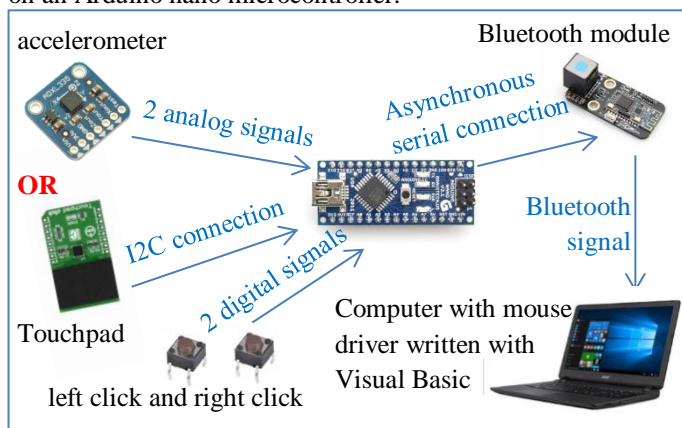 on an Arduino nano microcontroller.
accelerometer
Bluetooth module
ADXL335
2 analog signals
Asynchronous
serial connection
OR
I2C connection
Bluetooth
signal
2 digital signals
Touchpad
Computer with mouse
driver written with
Visual Basic
left click and right click